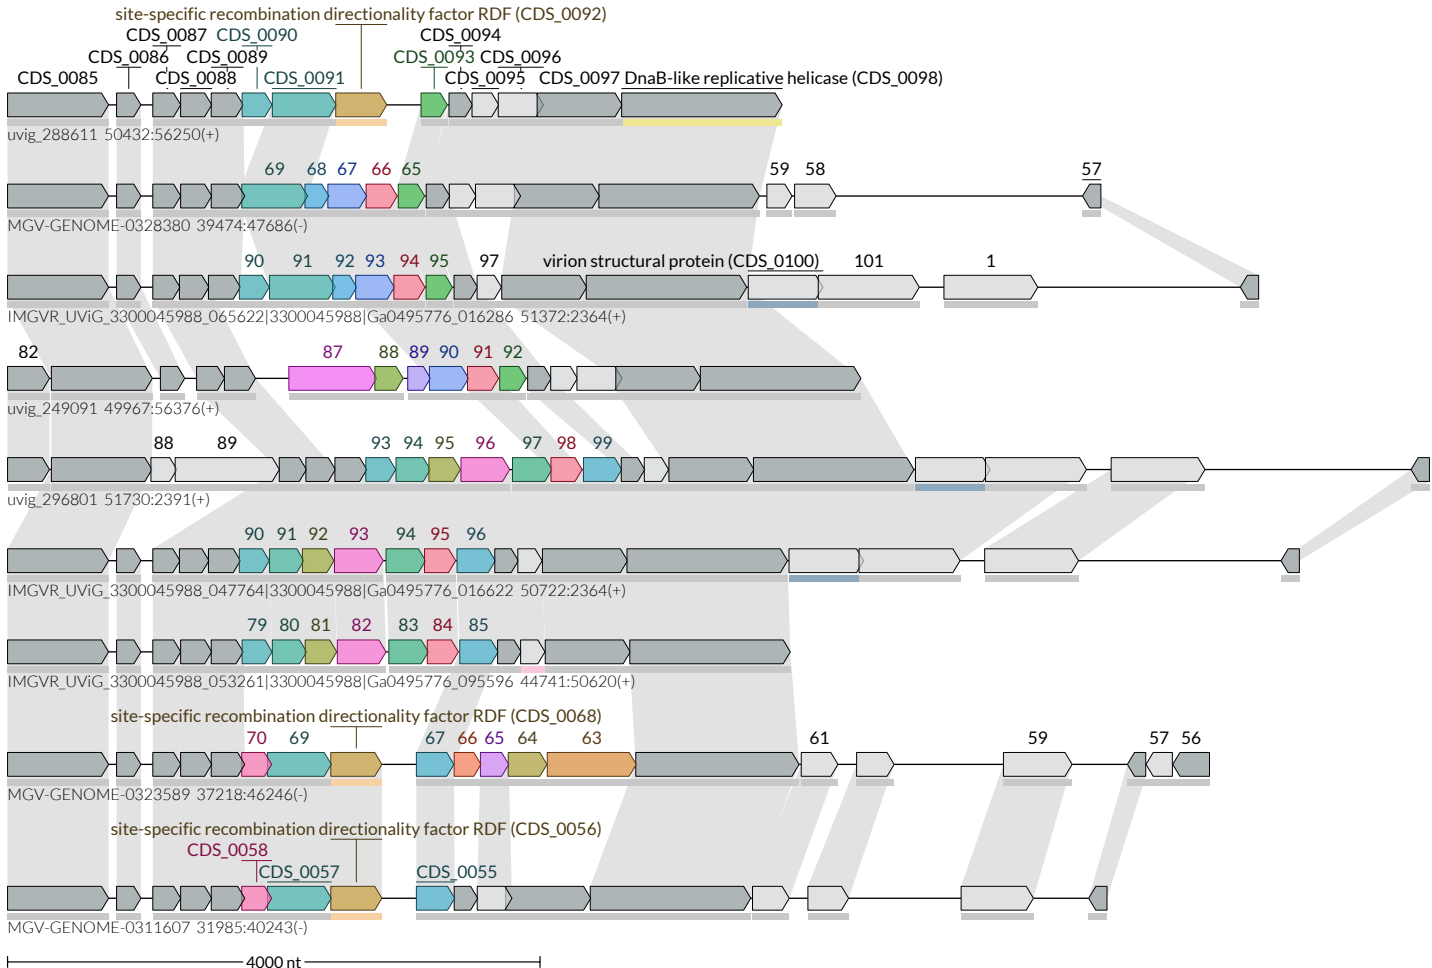 site-specific recombination directionality factor RDF (CDS_0092)
CDS_0087 CDS_0090 CDS_0094
CDS_0086 CDS_0089 CDS_0093 CDS_0096
CDS_0085 CDS_0088 CDS_0091 CDS_0095 CDS_0097 DnaB-like replicative helicase (CDS_0098)
uvig_288611 50432:56250(+)
69 68 67 66 65 59 58 57
MGV-GENOME-0328380 39474:47686(-)
90 91 92 93 94 95 97 virion structural protein (CDS_0100) 101 1
IMGVR_UViG_3300045988_065622|3300045988|Ga0495776_016286 51372:2364(+)
82 87 88 89 90 91 92
uvig_249091 49967:56376(+)
88 89 93 94 95 96 97 98 99
uvig_296801 51730:2391(+)
90 91 92 93 94 95 96
IMGVR_UViG_3300045988_047764|3300045988|Ga0495776_016622 50722:2364(+)
79 80 81 82 83 84 85
IMGVR_UViG_3300045988_053261|3300045988|Ga0495776_095596 44741:50620(+)
site-specific recombination directionality factor RDF (CDS_0068)
70 69 67 66 65 64 63 61 59 57 56
MGV-GENOME-0323589 37218:46246(-)
site-specific recombination directionality factor RDF (CDS_0056)
CDS_0058
CDS_0057 CDS_0055
MGV-GENOME-0311607 31985:40243(-)
4000 nt